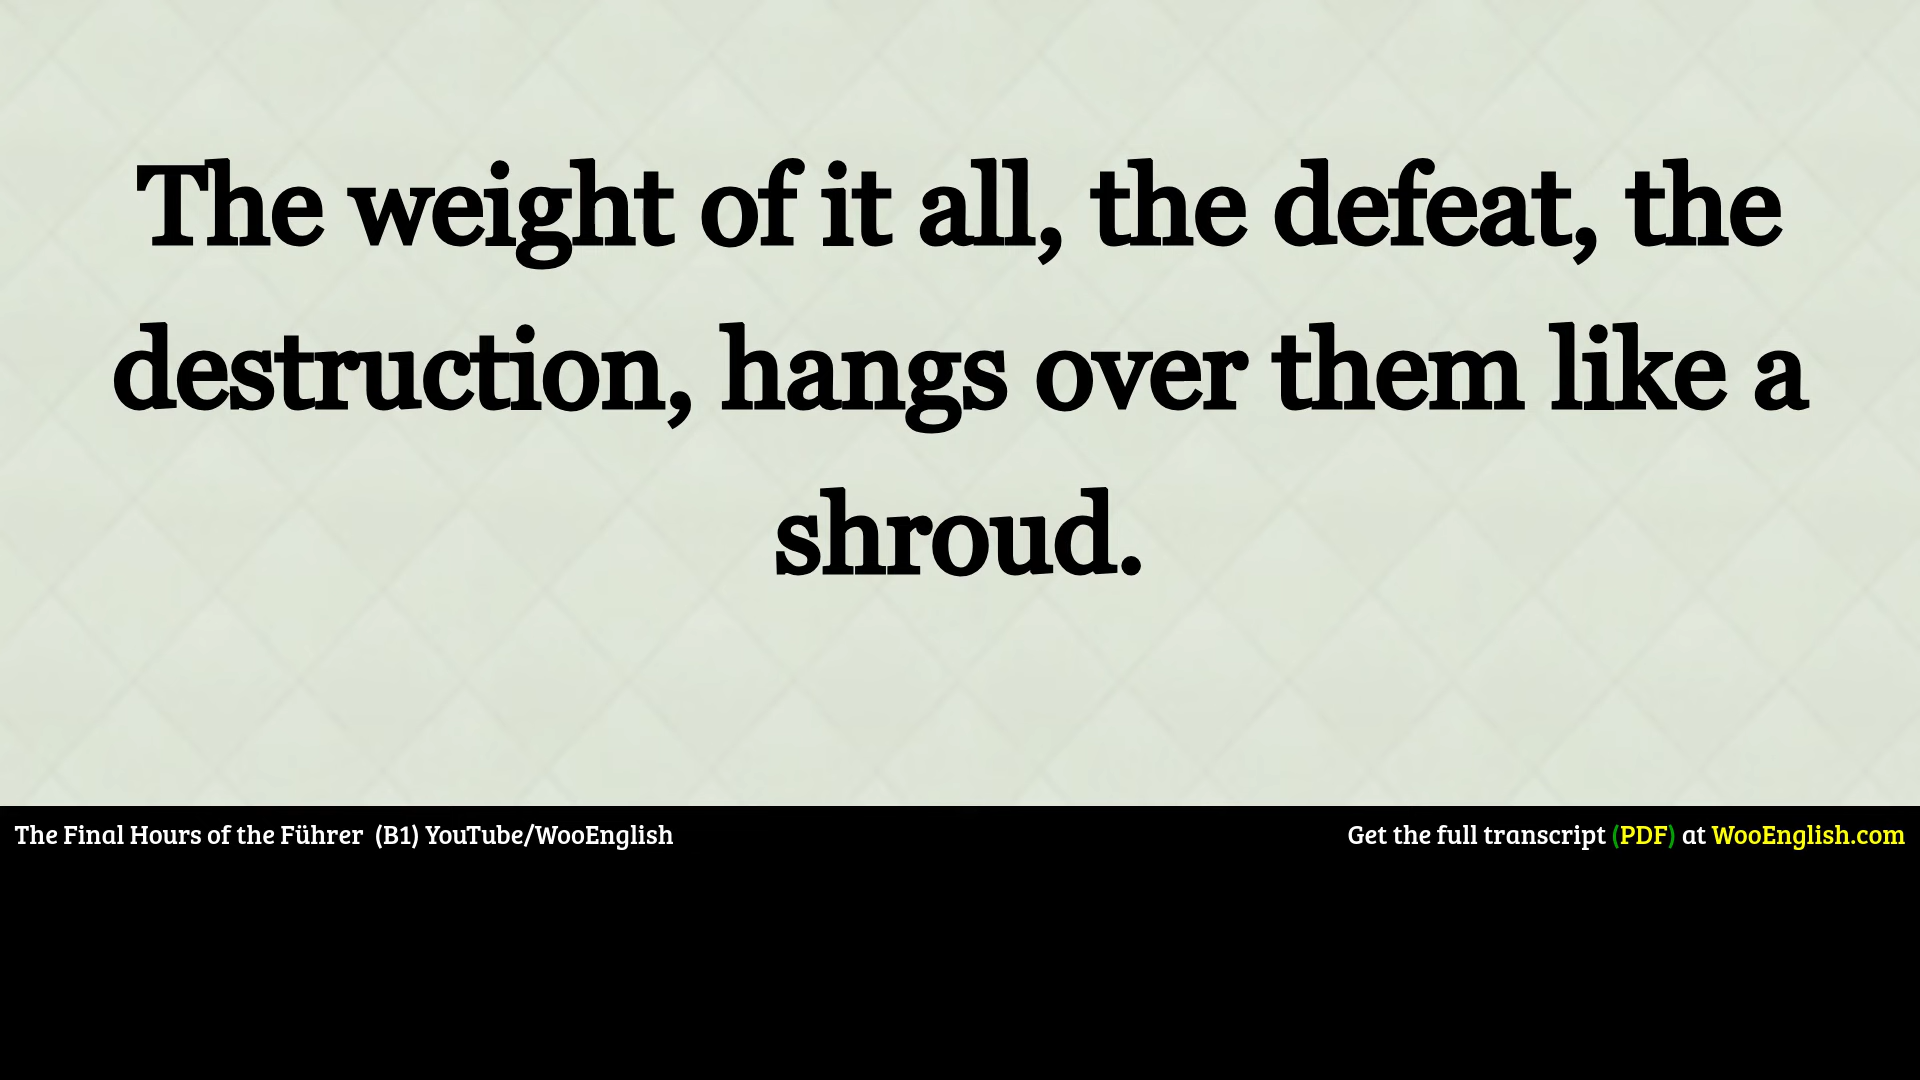 The weight of it all, the defeat, the
destruction, hangs over them like a
shroud.
The Final Hours of the Führer (B1) YouTube/WooEnglish
Get the full transcript (PDF) at WooEnglish.com